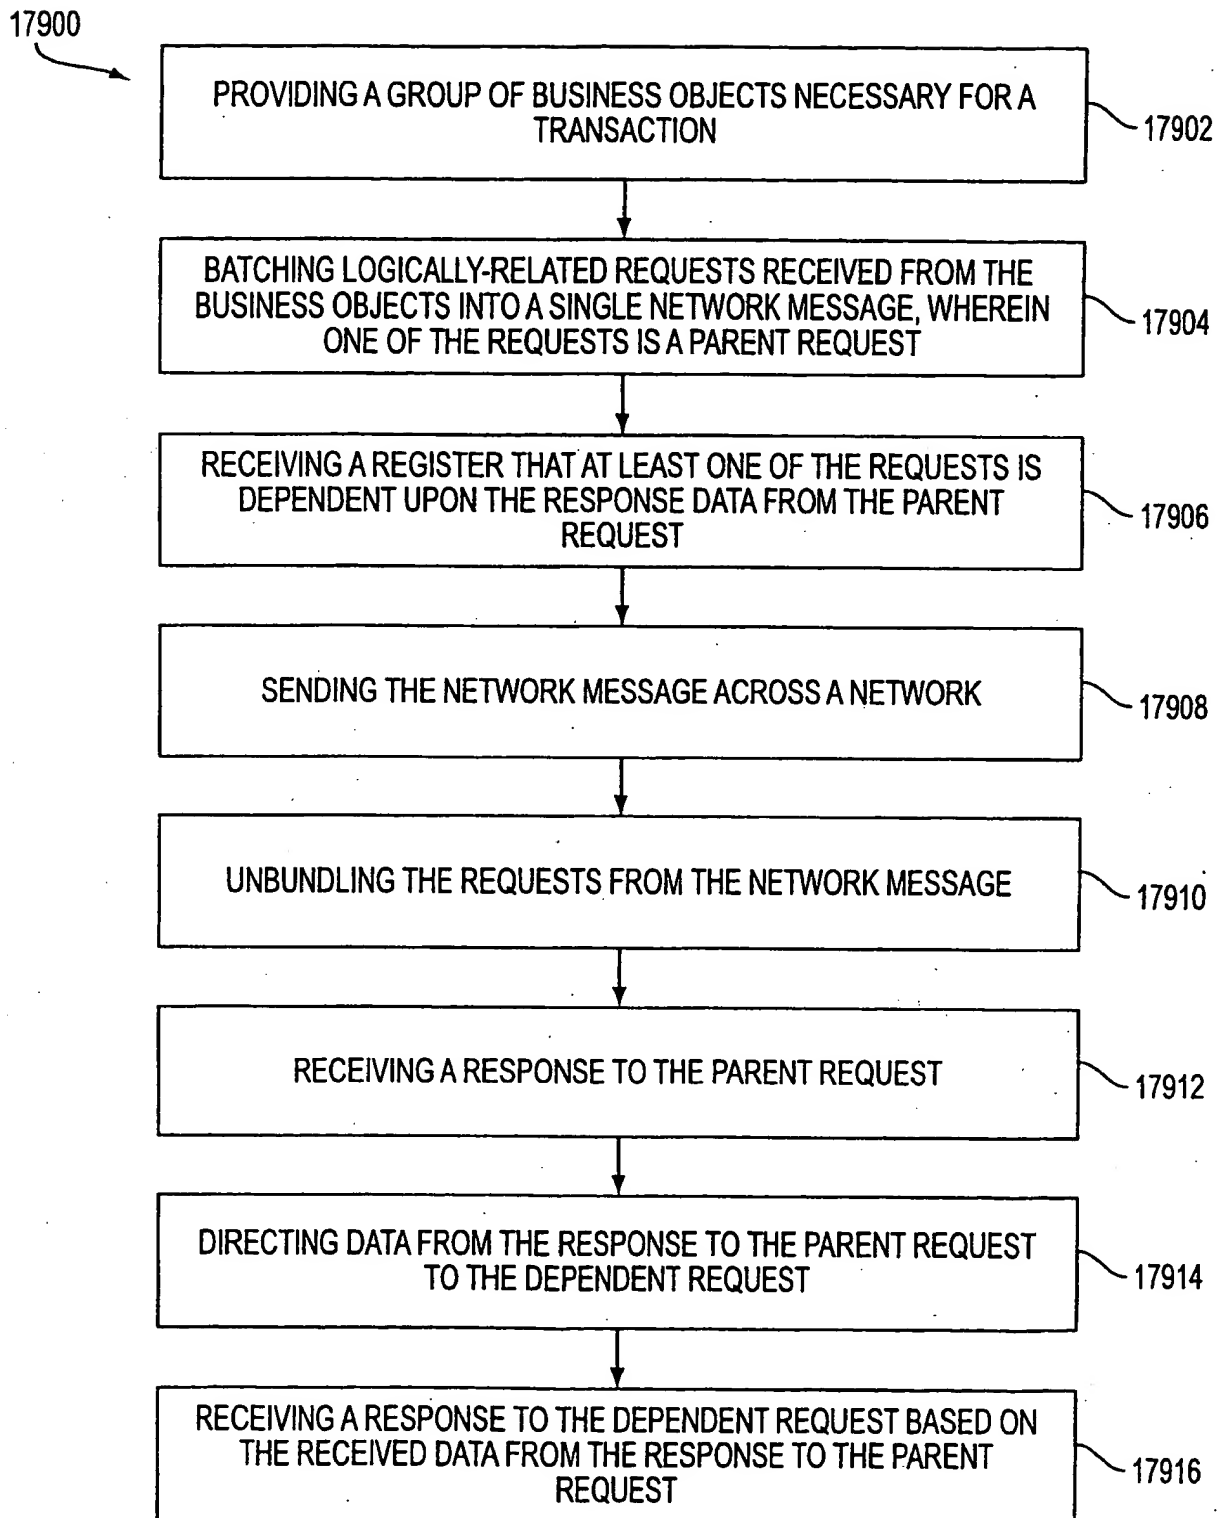 17900
PROVIDING A GROUP OF BUSINESS OBJECTS NECESSARY FOR A
TRANSACTION
17902
BATCHING LOGICALLY-RELATED REQUESTS RECEIVED FROM THE
BUSINESS OBJECTS INTO A SINGLE NETWORK MESSAGE, WHEREIN
ONE OF THE REQUESTS IS A PARENT REQUEST
17904
RECEIVING A REGISTER THAT AT LEAST ONE OF THE REQUESTS IS
DEPENDENT UPON THE RESPONSE DATA FROM THE PARENT
REQUEST
17906
SENDING THE NETWORK MESSAGE ACROSS A NETWORK
17908
UNBUNDLING THE REQUESTS FROM THE NETWORK MESSAGE
17910
RECEIVING A RESPONSE TO THE PARENT REQUEST
17912
DIRECTING DATA FROM THE RESPONSE TO THE PARENT REQUEST
TO THE DEPENDENT REQUEST
17914
RECEIVING A RESPONSE TO THE DEPENDENT REQUEST BASED ON
THE RECEIVED DATA FROM THE RESPONSE TO THE PARENT
REQUEST
17916